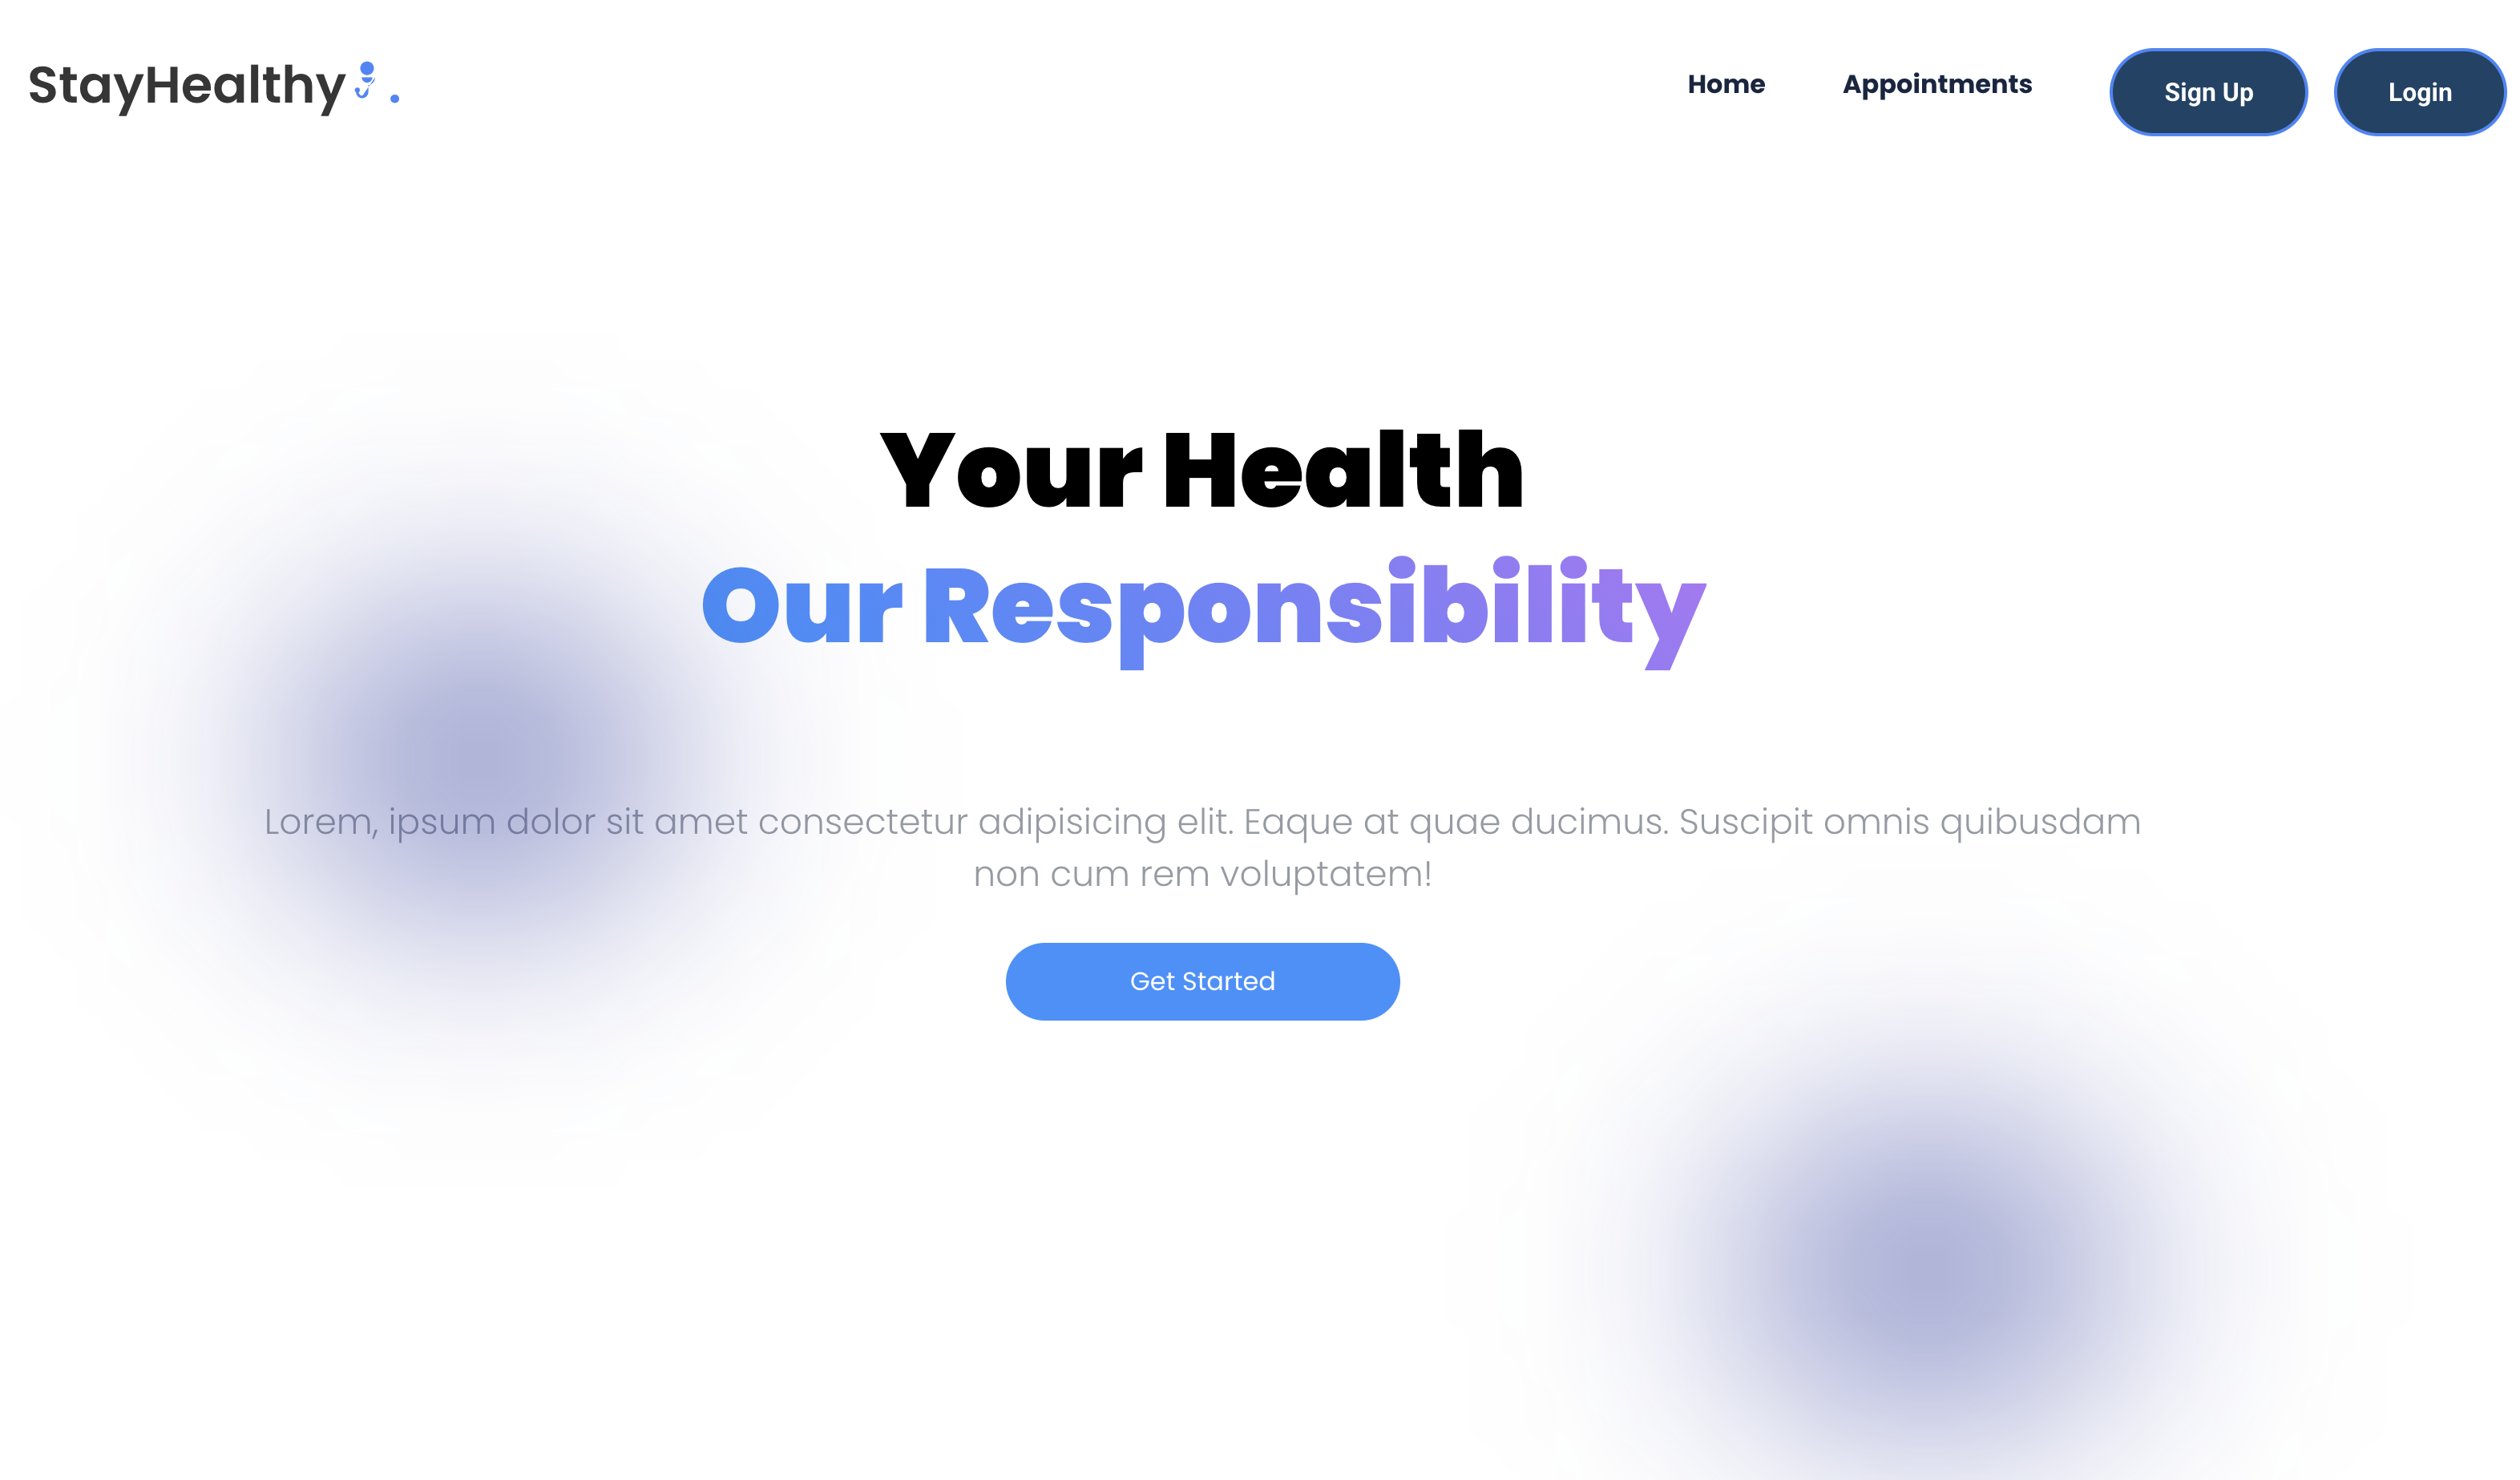 StayHealthy.
Home
Appointments
Sign Up
Login
Your Health
Our Responsibility
Lorem, ipsum dolor sit amet consectetur adipisicing elit. Eaque at quae ducimus. Suscipit omnis quibusdam
non cum rem voluptatem!
Get Started